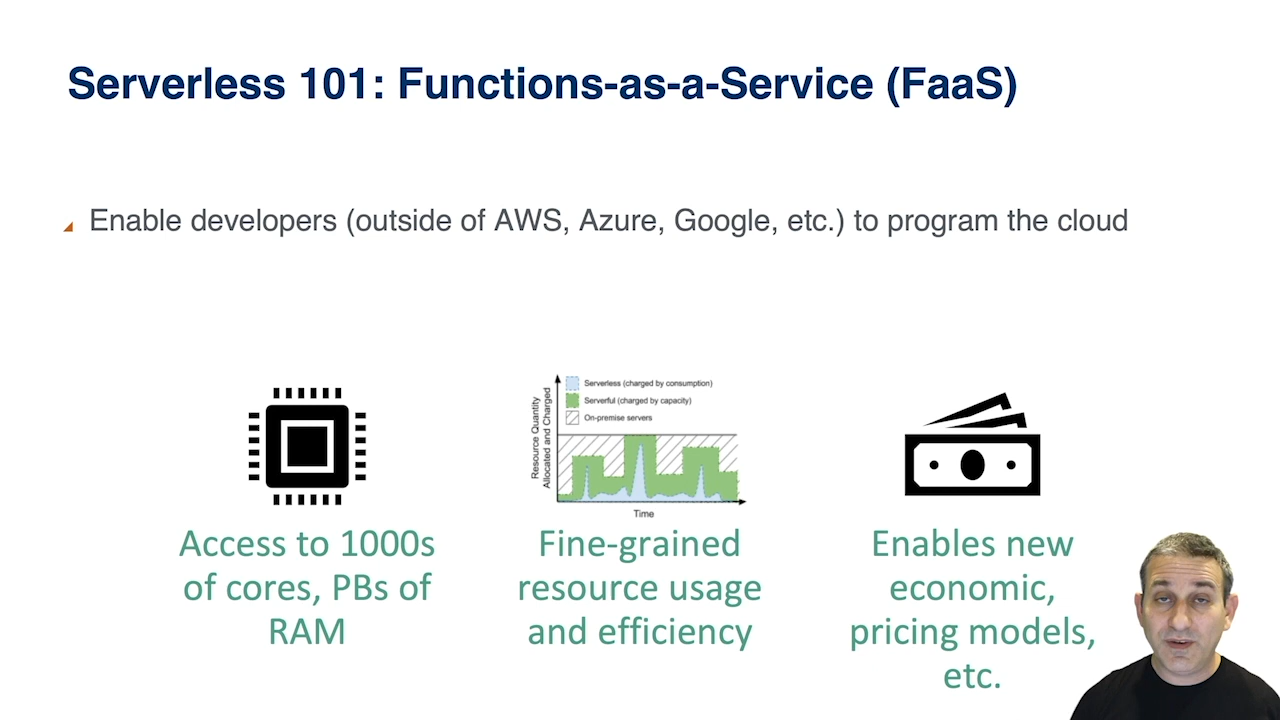 Serverless 101: Functions-as-a-Service (FaaS)
Enable developers (outside of AWS, Azure, Google, etc.) to program the cloud
Resource Quantity
Allocated and Charged
Serverless (charged by consumption)
Serverful (charged by capacity)
On-premise servers
Time
Access to 1000s
of cores, PBs of
RAM
Fine-grained
resource usage
and efficiency
Enables new
economic,
pricing models,
etc.